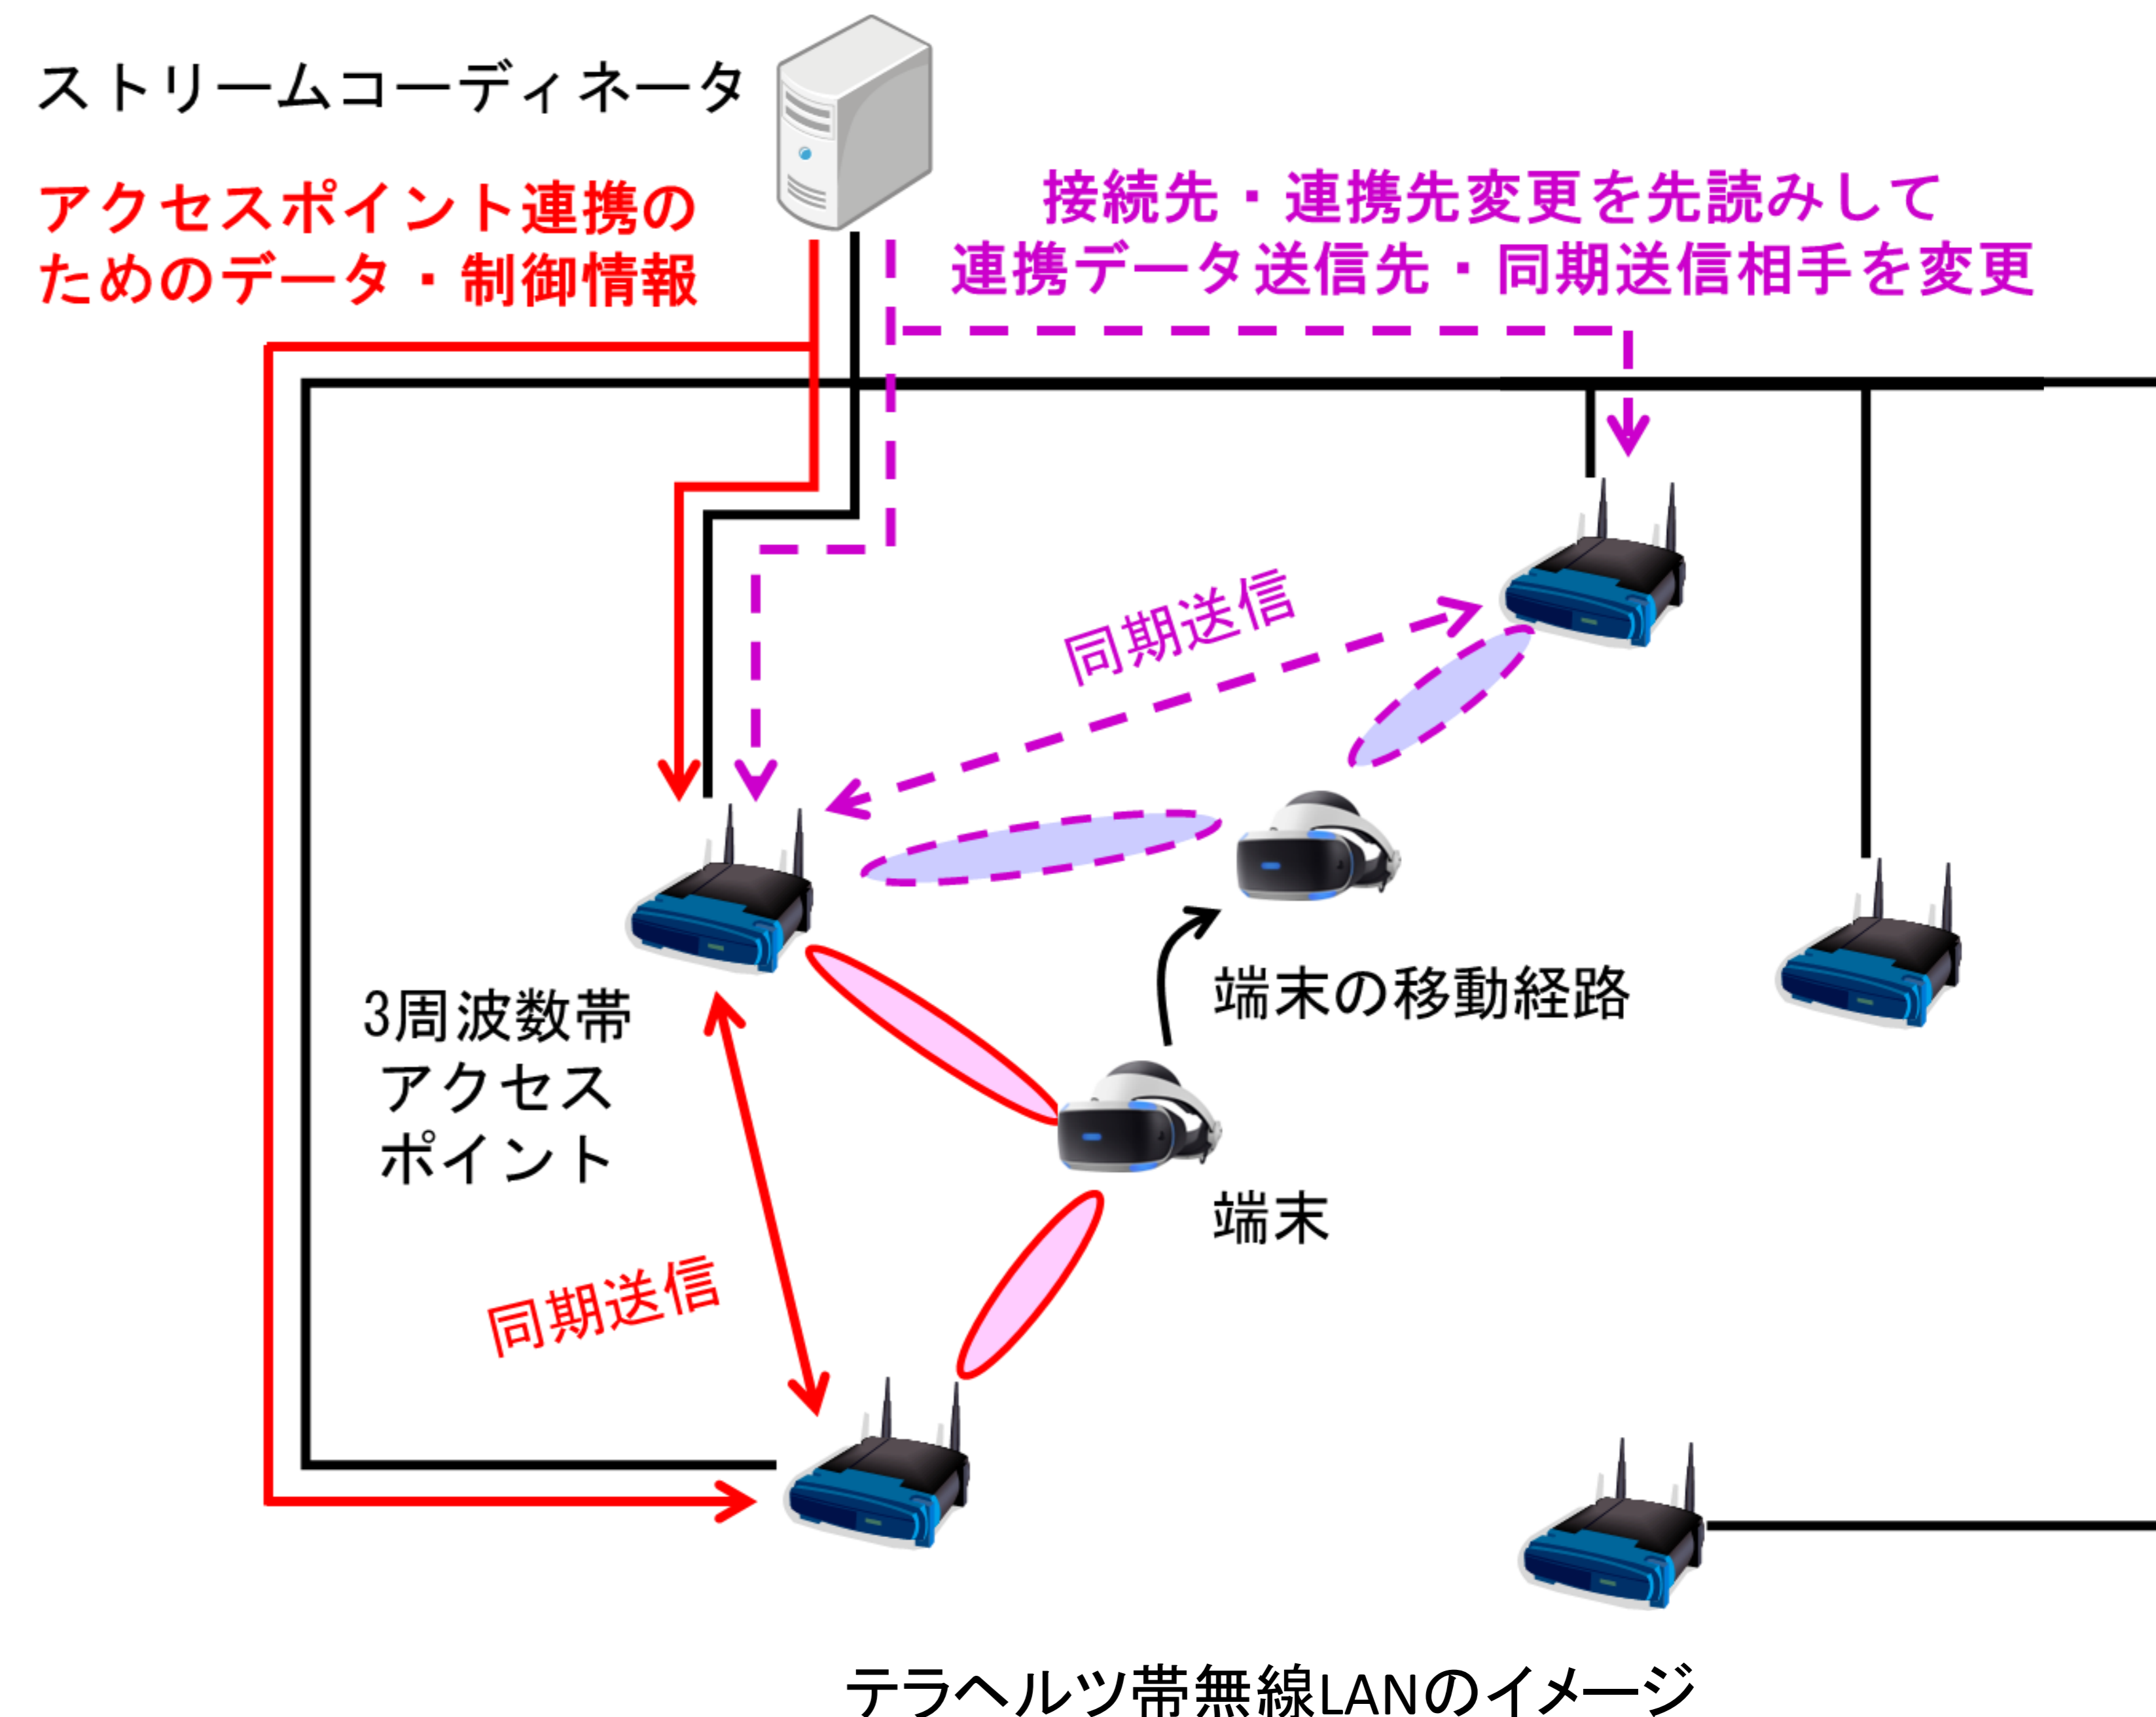 ストリームコーディネータ
アクセスポイント連携の
ためのデータ・制御情報
接続先・連携先変更を先読みして
連携データ送信先・同期送信相手を変更
同期送信
端末の移動経路
3周波数帯
アクセス
ポイント
端末
同期送信
テラヘルツ帯無線LANのイメージ